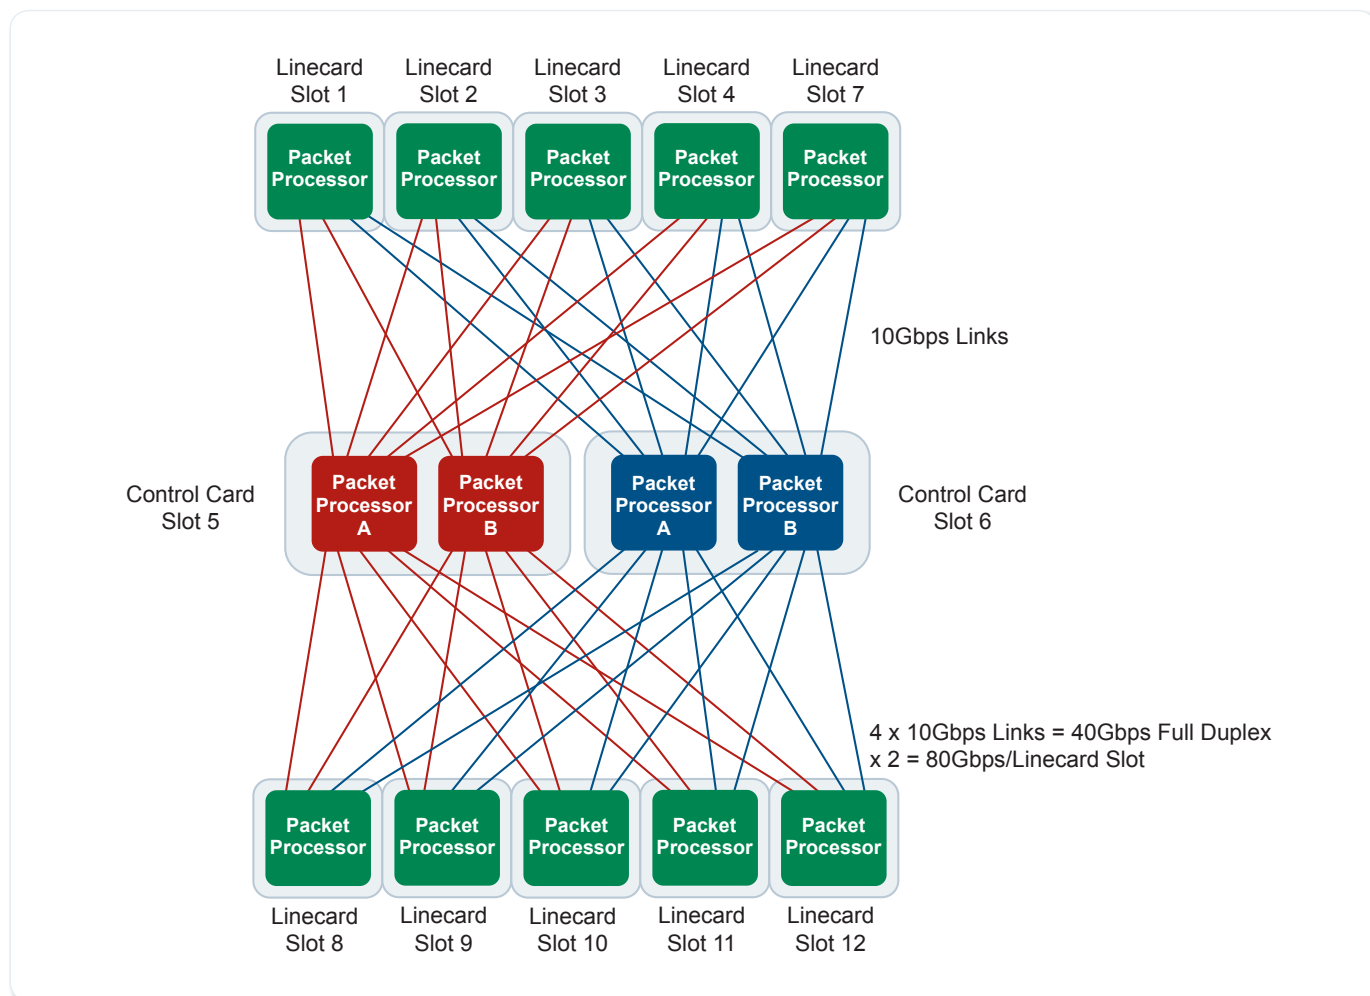 Linecard
Slot 1
Linecard
Slot 2
Linecard
Slot 3
Linecard
Slot 4
Linecard
Slot 7
Packet
Processor
Packet
Processor
Packet
Processor
Packet
Processor
Packet
Processor
10Gbps Links
Control Card
Slot 5
Packet
Processor
A
Packet
Processor
B
Packet
Processor
A
Packet
Processor
B
Control Card
Slot 6
4 x 10Gbps Links = 40Gbps Full Duplex
x 2 = 80Gbps/Linecard Slot
Packet
Processor
Packet
Processor
Packet
Processor
Packet
Processor
Packet
Processor
Linecard
Slot 8
Linecard
Slot 9
Linecard
Slot 10
Linecard
Slot 11
Linecard
Slot 12